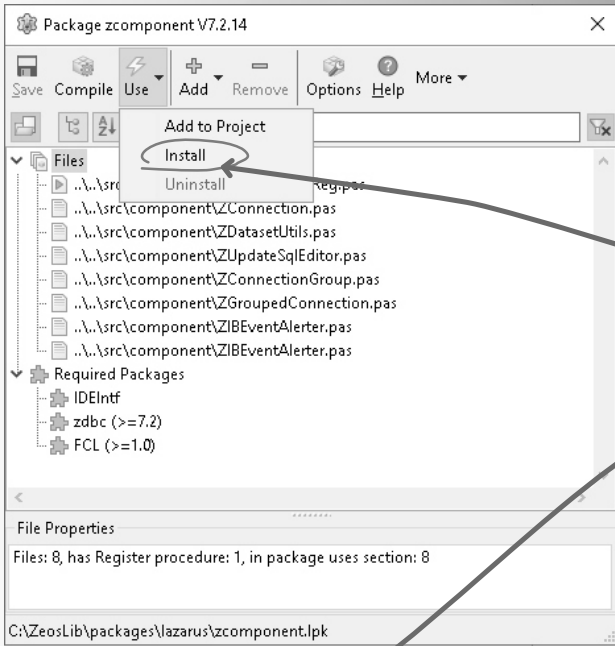 Package zcomponent V7.2.14
Save Compile Use Add Remove Options Help More
Add to Project
Install
Uninstall
Files
..\..\src
..\..\src\component\ZConnection.pas
..\..\src\component\ZDatasetUtils.pas
..\..\src\component\ZUpdateSqlEditor.pas
..\..\src\component\ZConnectionGroup.pas
..\..\src\component\ZGroupedConnection.pas
..\..\src\component\ZIBEventAlerter.pas
..\..\src\component\ZIBEventAlerter.pas
Required Packages
IDEIntf
zdbc (>=7.2)
FCL (>=1.0)
File Properties
Files: 8, has Register procedure: 1, in package uses section: 8
C:\ZeosLib\packages\lazarus\zcomponent.lpk